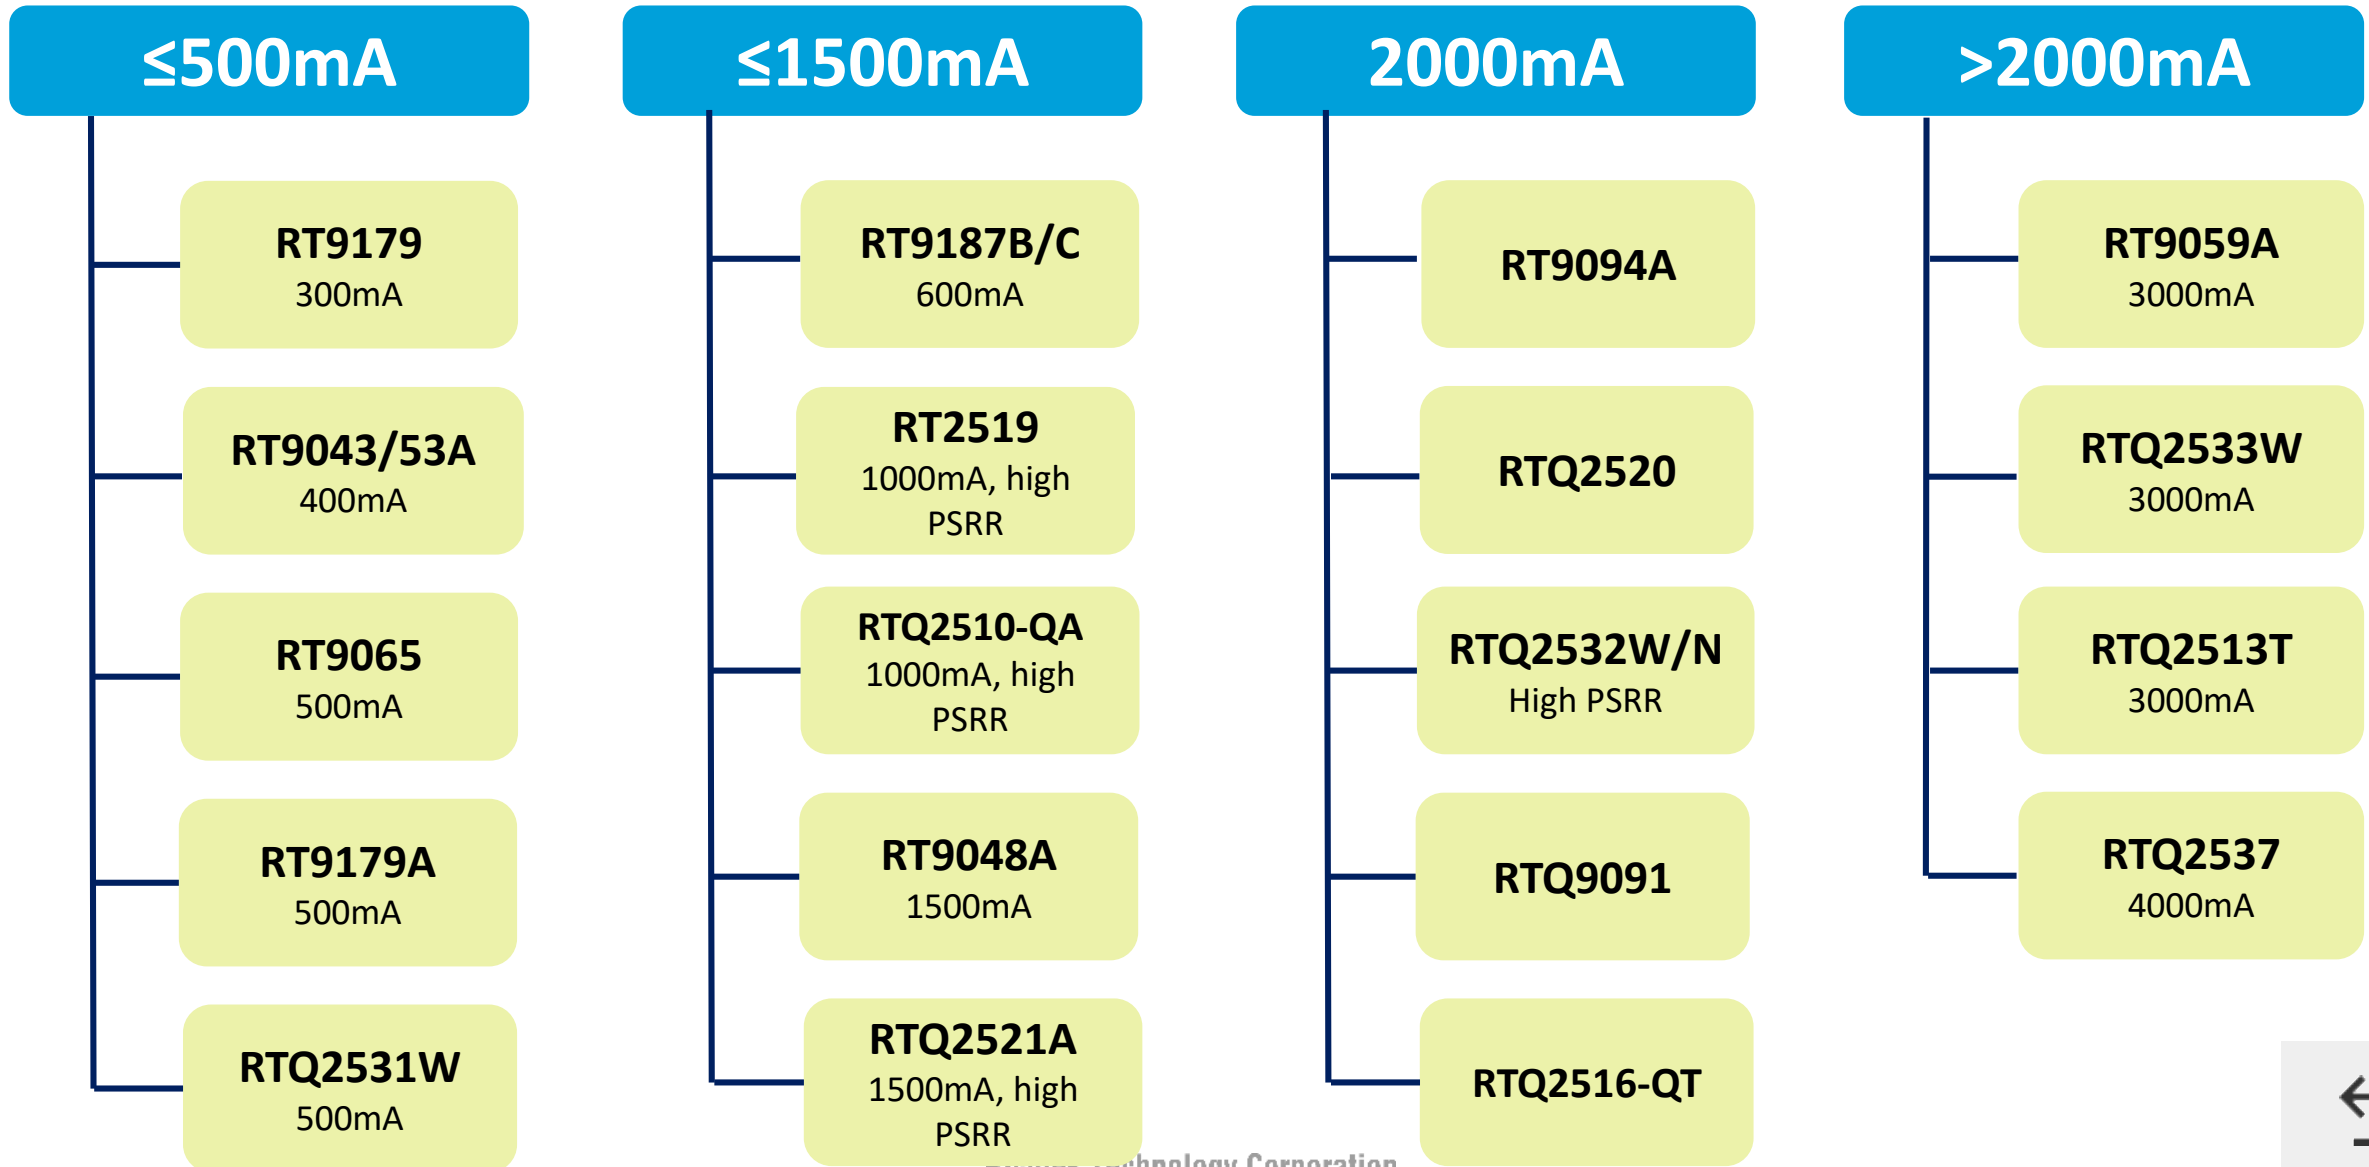 ≤500mA
RT9179
300mA
RT9043/53A
400mA
RT9065
500mA
RT9179A
500mA
RTQ2531W
500mA
≤1500mA
RT9187B/C
600mA
RT2519
1000mA, high
PSRR
RTQ2510-QA
1000mA, high
PSRR
RT9048A
1500mA
RTQ2521A
1500mA, high
PSRR
2000mA
RT9094A
RTQ2520
RTQ2532W/N
High PSRR
RTQ9091
RTQ2516-QT
>2000mA
RT9059A
3000mA
RTQ2533W
3000mA
RTQ2513T
3000mA
RTQ2537
4000mA
Corporation